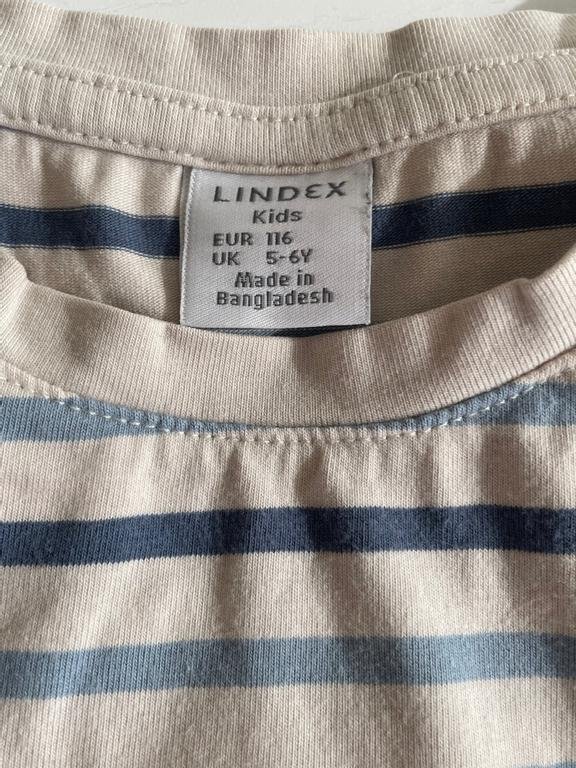 LINDEX
Kids
EUR 116
UK 5-6Y
Made in
Bangladesh